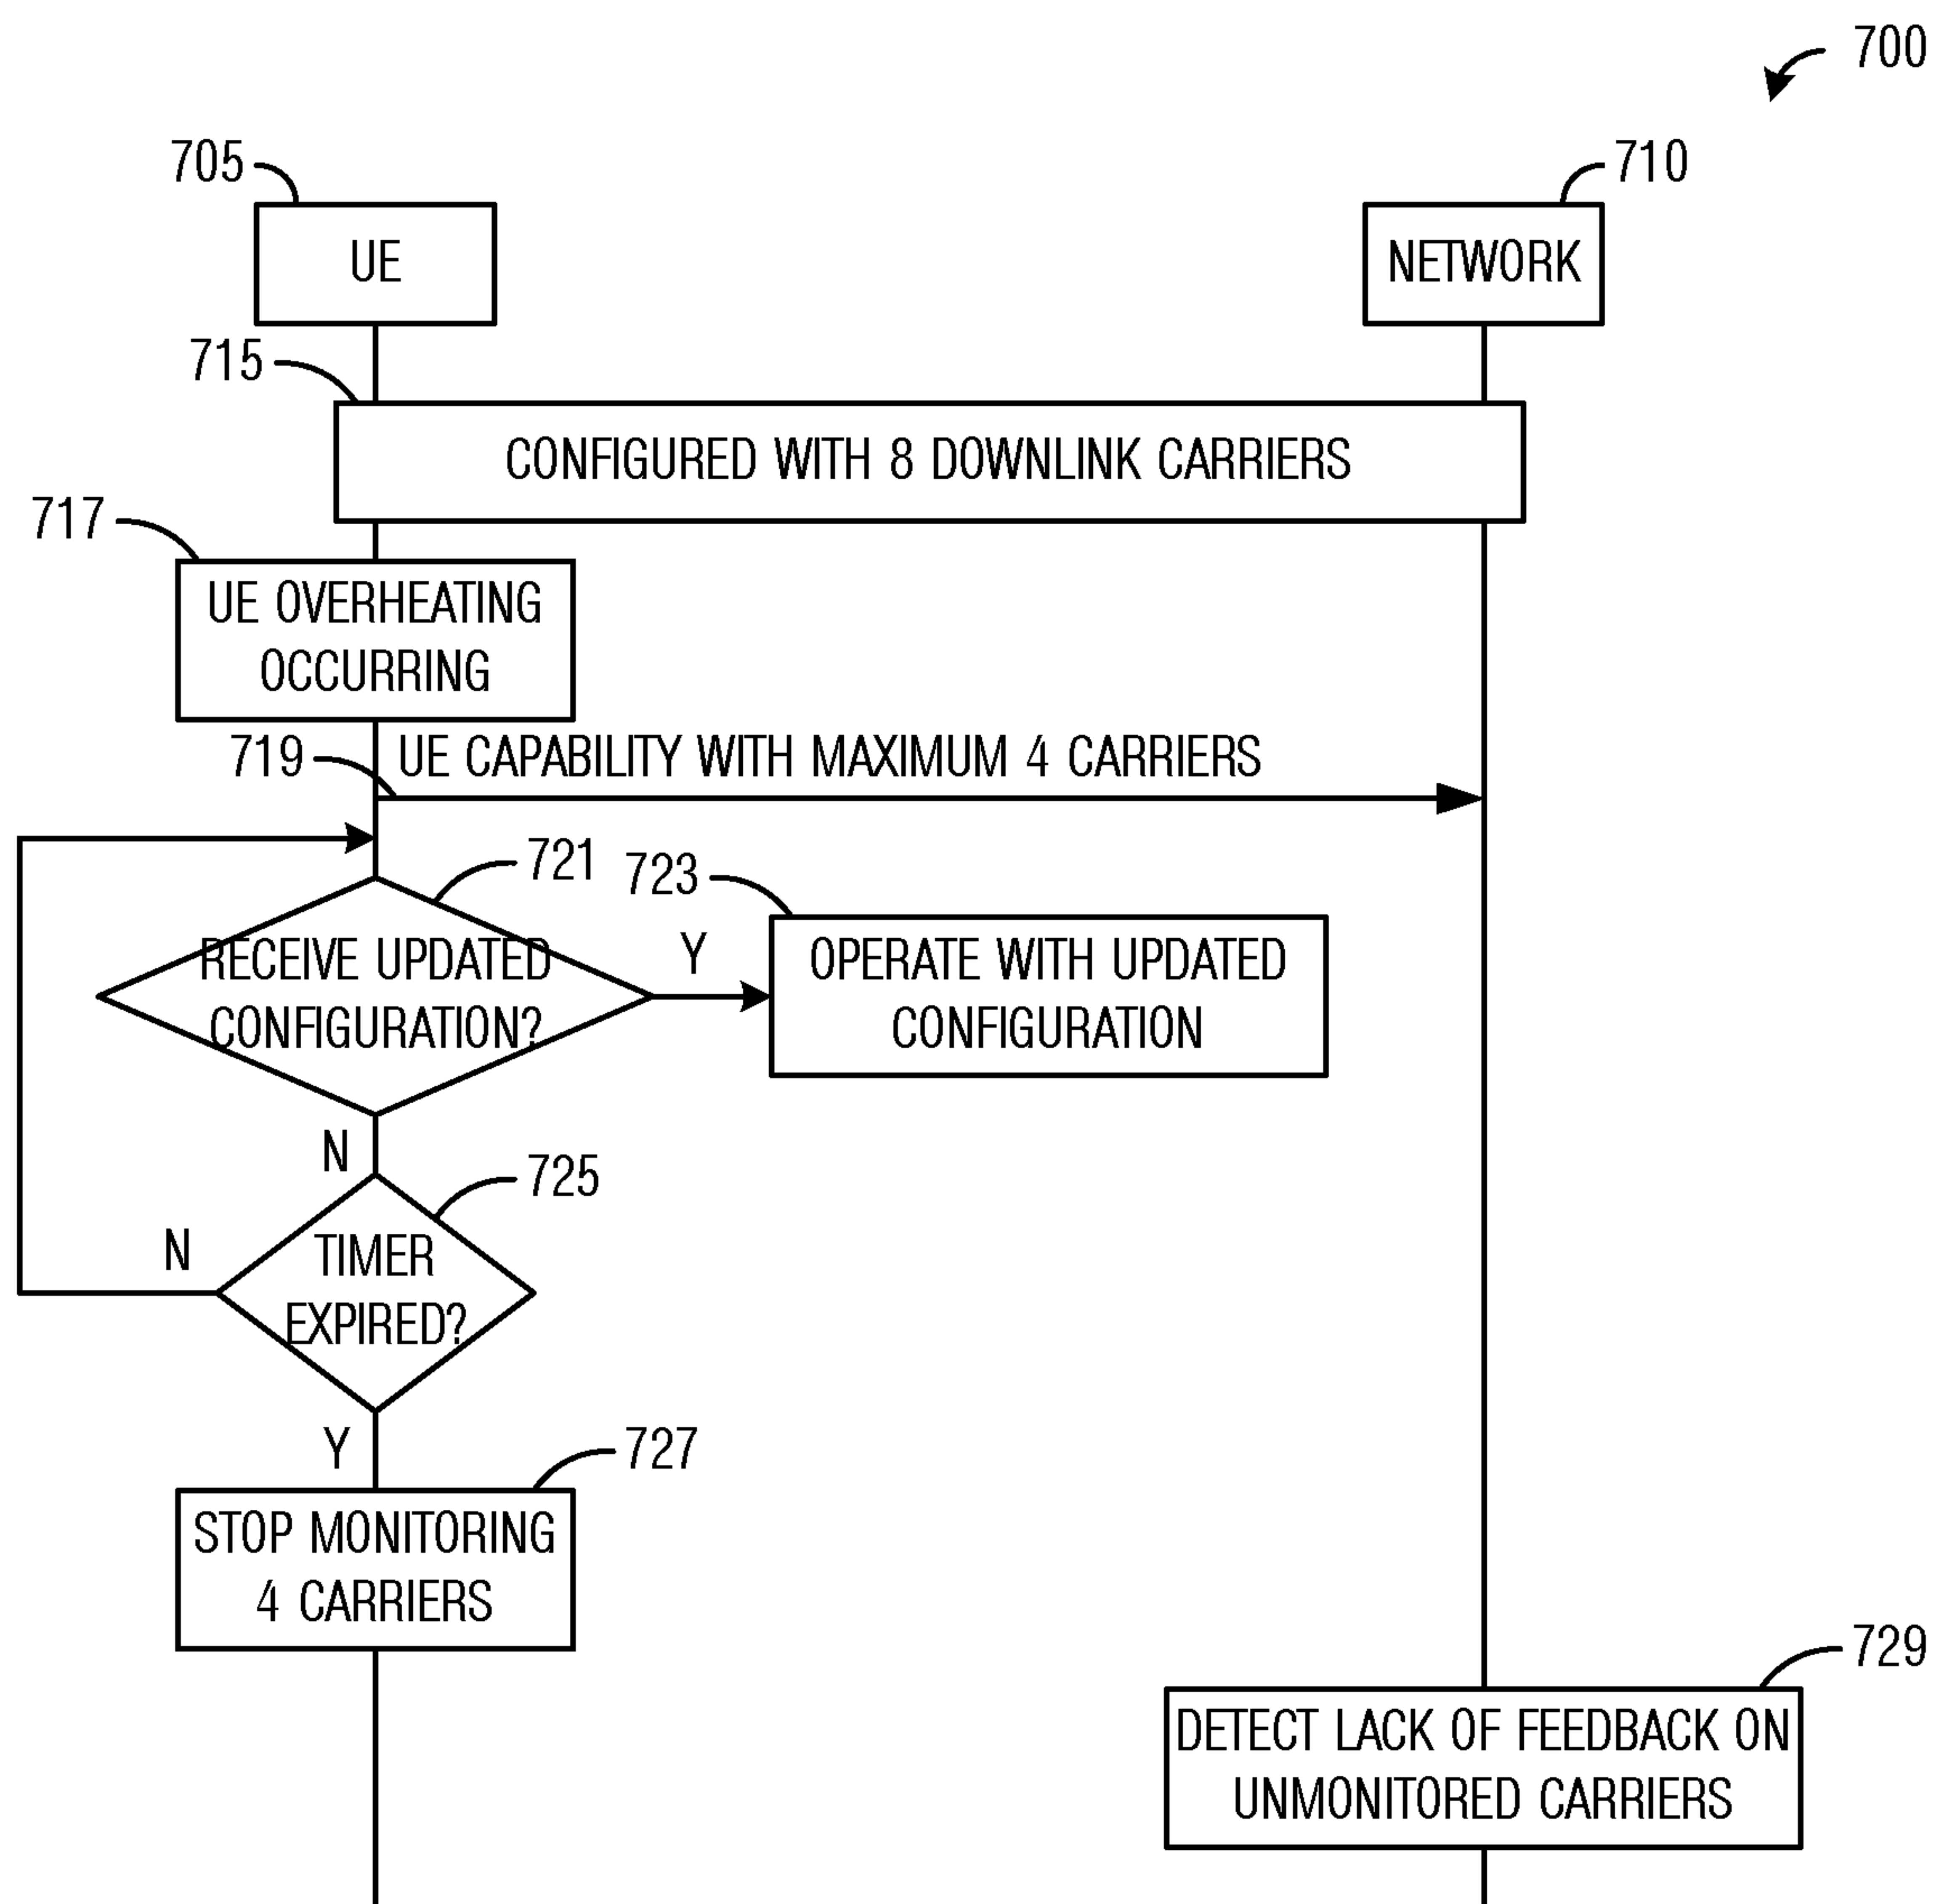 700
705
710
UE
NETWORK
715
CONFIGURED WITH 8 DOWNLINK CARRIERS
717
UE OVERHEATING
OCCURRING
719
UE CAPABILITY WITH MAXIMUM 4 CARRIERS
721
723
RECEIVE UPDATED
CONFIGURATION?
Y
OPERATE WITH UPDATED
CONFIGURATION
N
725
N
TIMER
EXPIRED?
Y
727
STOP MONITORING
4 CARRIERS
729
DETECT LACK OF FEEDBACK ON
UNMONITORED CARRIERS